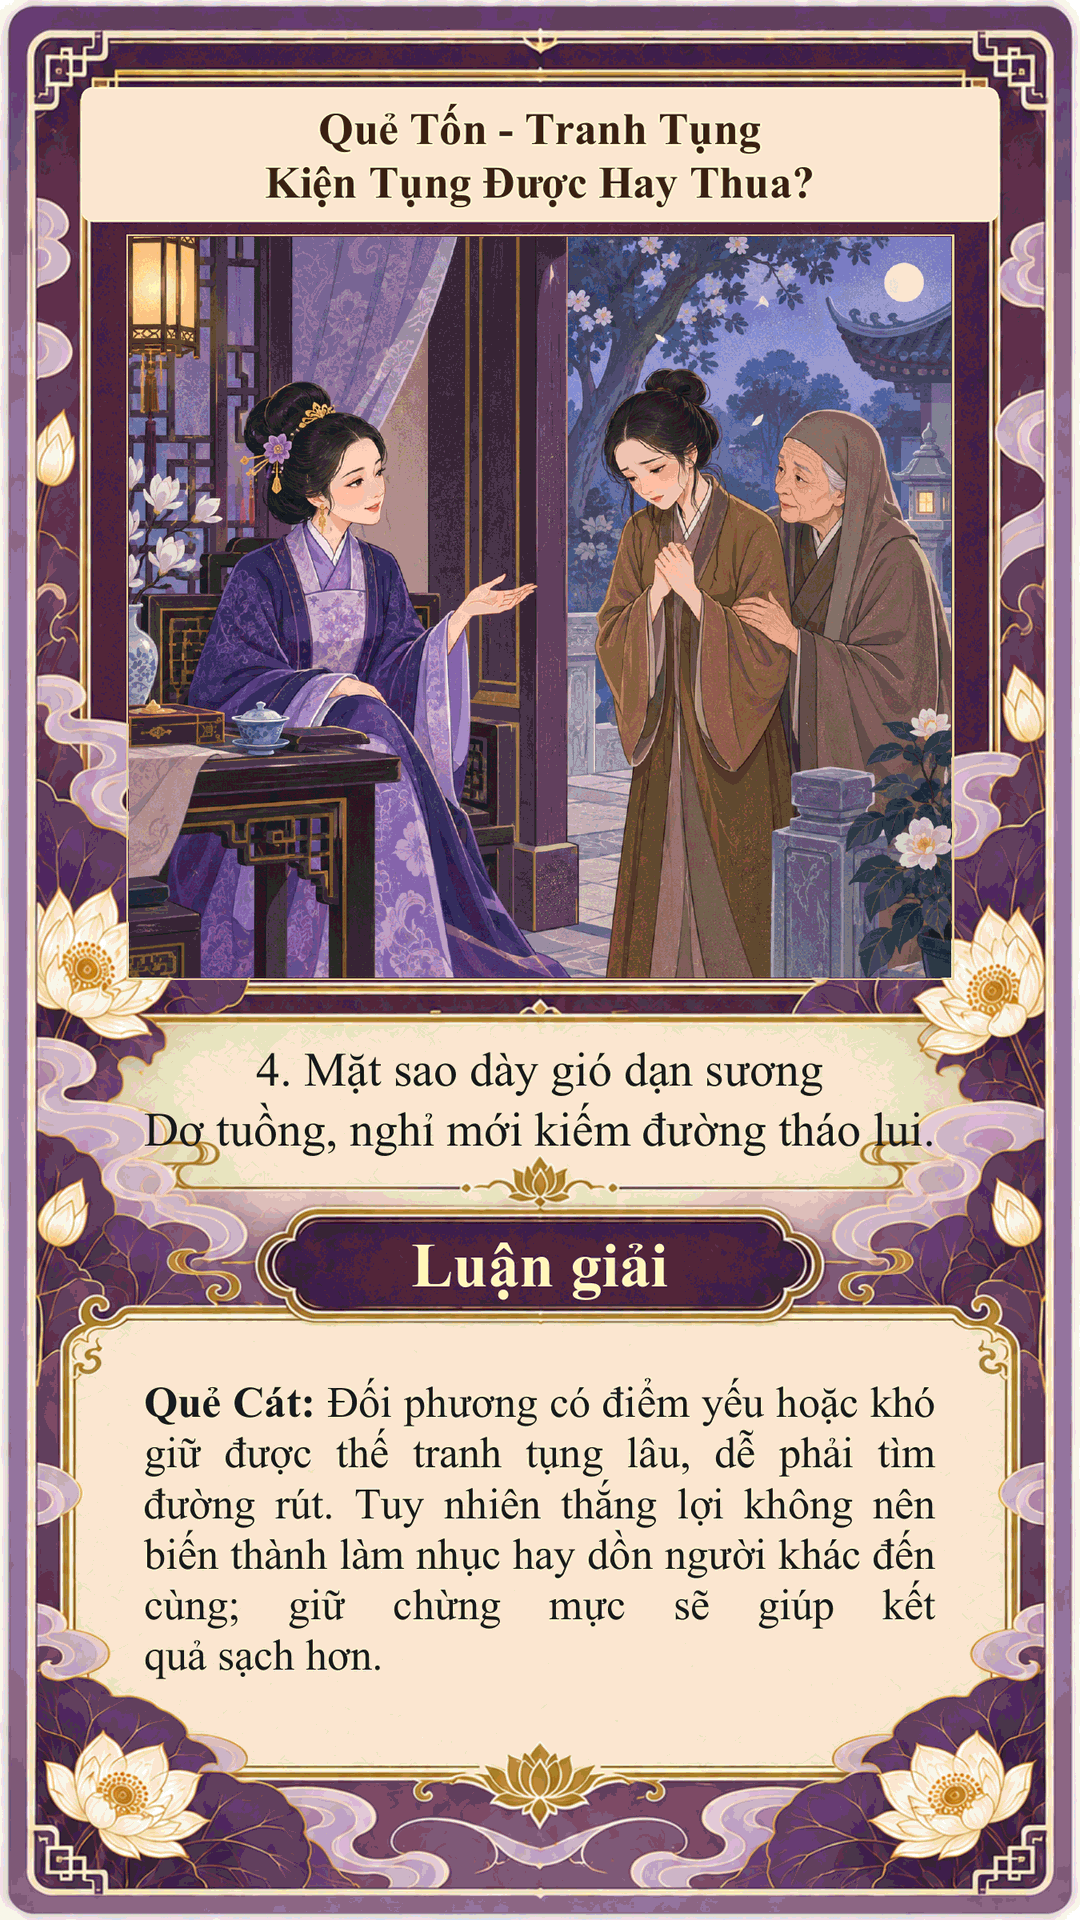 Quẻ Tốn - Tranh Tụng
Kiện Tụng Được Hay Thua?
4. Mặt sao dày gió dạn sương
Dơ tuồng, nghỉ mới kiếm đường tháo lui.
Luận giải
Quẻ Cát: Đối phương có điểm yếu hoặc khó
giữ được thế tranh tụng lâu, dễ phải tìm
đường rút. Tuy nhiên thắng lợi không nên
biến thành làm nhục hay dồn người khác đến
cùng; giữ chừng mực sẽ giúp kết
quả sạch hơn.